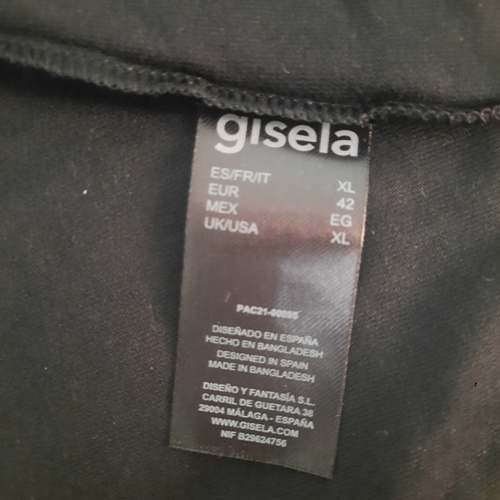 gisela
ES/FR/IT XL
EUR 42
MEX EG
UK/USA XL
DISEÑADO EN ESPAÑA
HECHO EN BANGLADESH
DESIGNED IN SPAIN
MADE IN BANGLADESH
DISEÑO Y FANTASÍA S.L.
CARRIL DE GUETARA 38
29004 MÁLAGA - ESPAÑA
WWW.GISELA.COM
NIF B29624756